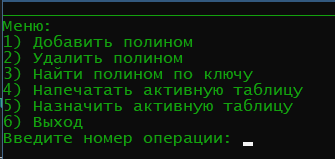 Меню:
1) Добавить полином
2) Удалить полином
3) Найти полином по ключу
4) Напечатать активную таблицу
5) Назначить активную таблицу
6) Выход
Введите номер операции: